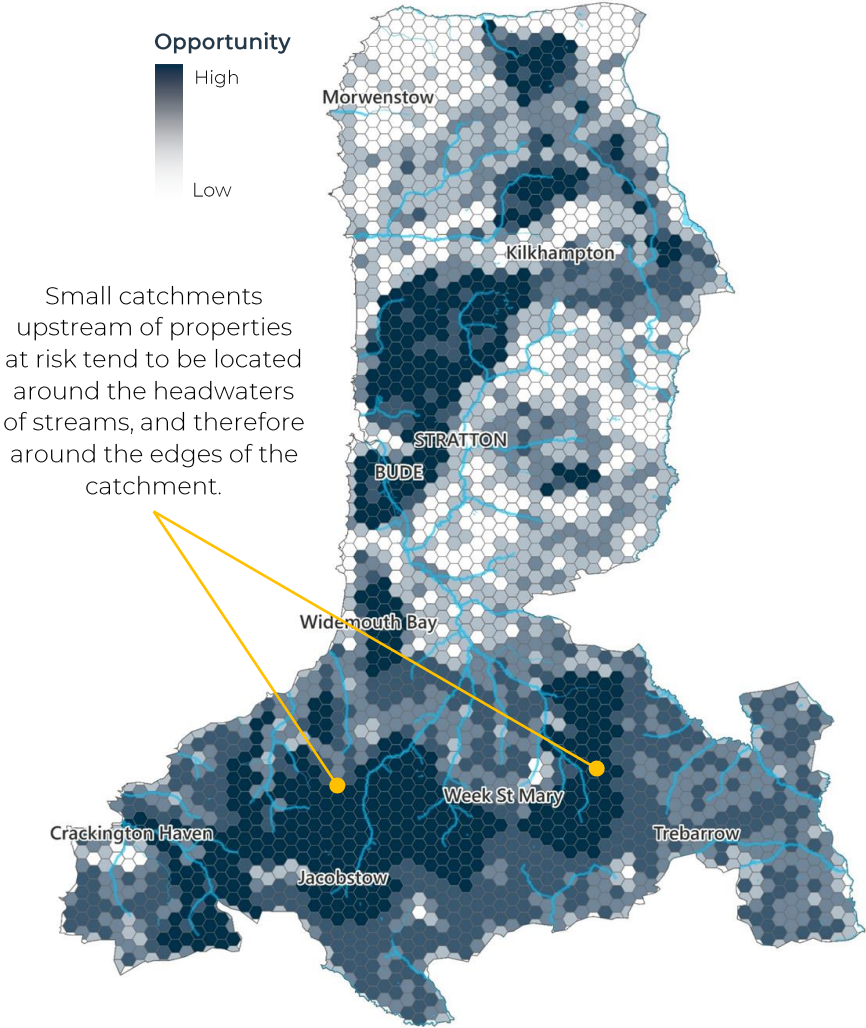 Opportunity
High
Low
Morwenstow
Kilkhampton
Small catchments
upstream of properties
at risk tend to be located
around the headwaters
of streams, and therefore
around the edges of the
catchment.
STRATTON
BUDE
Widemouth Bay
Week St Mary
Crackington Haven
Trebarrow
Jacobstow